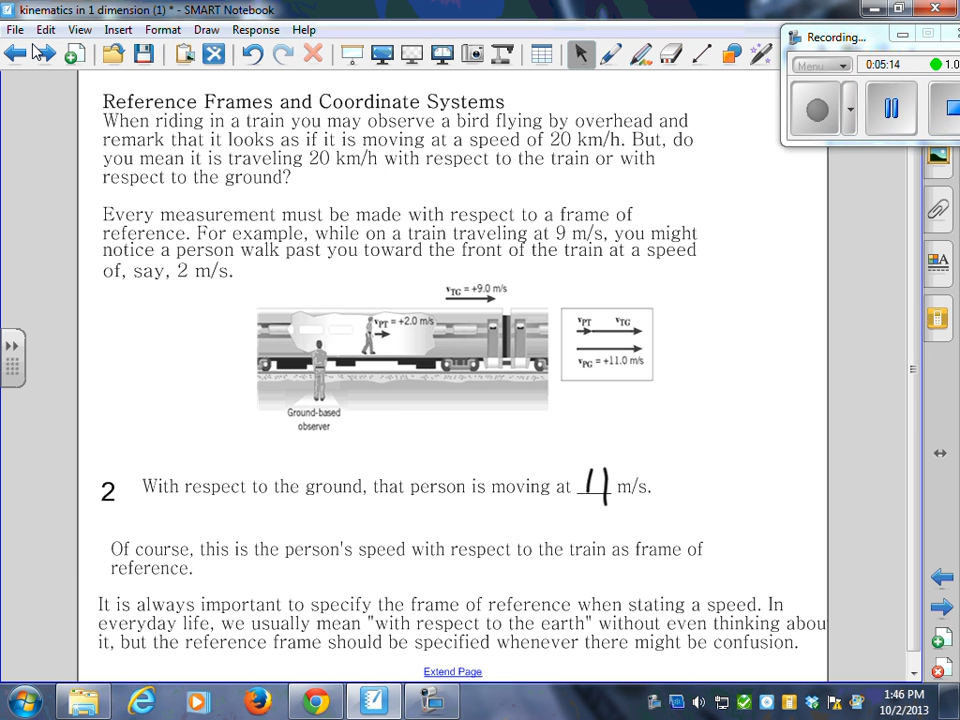 kinematics in 1 dimension (1) * - SMART Notebook
File Edit View Insert Format Draw Response Help
Recording...
Menu 0:05:14 1.0
Reference Frames and Coordinate Systems
When riding in a train you may observe a bird flying by overhead and
remark that it looks as if it is moving at a speed of 20 km/h. But, do
you mean it is traveling 20 km/h with respect to the train or with
respect to the ground?
Every measurement must be made with respect to a frame of
reference. For example, while on a train traveling at 9 m/s, you might
notice a person walk past you toward the front of the train at a speed
of, say, 2 m/s.
vTG = +9.0 m/s
vPT = +2.0 m/s
vPT vTG
vPG = +11.0 m/s
Ground-based
observer
2 With respect to the ground, that person is moving at 11 m/s.
Of course, this is the person's speed with respect to the train as frame of
reference.
It is always important to specify the frame of reference when stating a speed. In
everyday life, we usually mean "with respect to the earth" without even thinking abou
it, but the reference frame should be specified whenever there might be confusion.
Extend Page
1:46 PM
10/2/2013